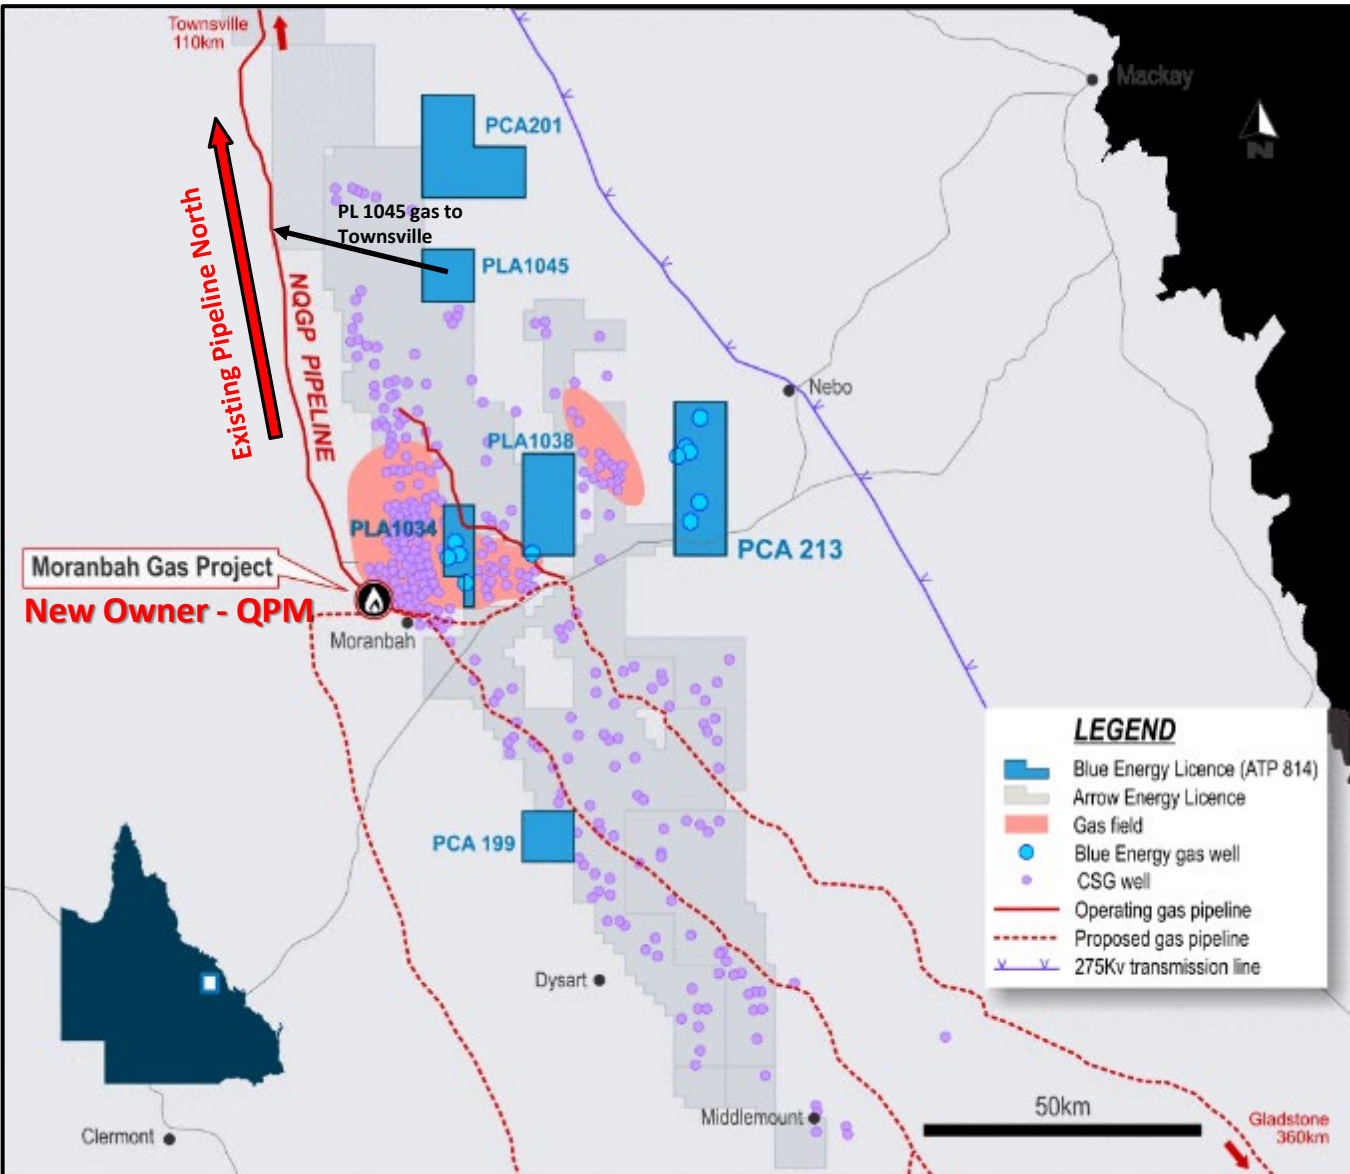 Townsville
110km
Mackay
PCA201
N
PL 1045 gas to
Townsville
PLA1045
Existing Pipeline North
NQGP PIPELINE
Nebo
PLA1038
PLA1034
PCA 213
Moranbah Gas Project
New Owner - QPM
Moranbah
LEGEND
Blue Energy Licence (ATP 814)
Arrow Energy Licence
Gas field
Blue Energy gas well
CSG well
Operating gas pipeline
Proposed gas pipeline
275Kv transmission line
PCA 199
Dysart
Middlemount
50km
Gladstone
360km
Clermont